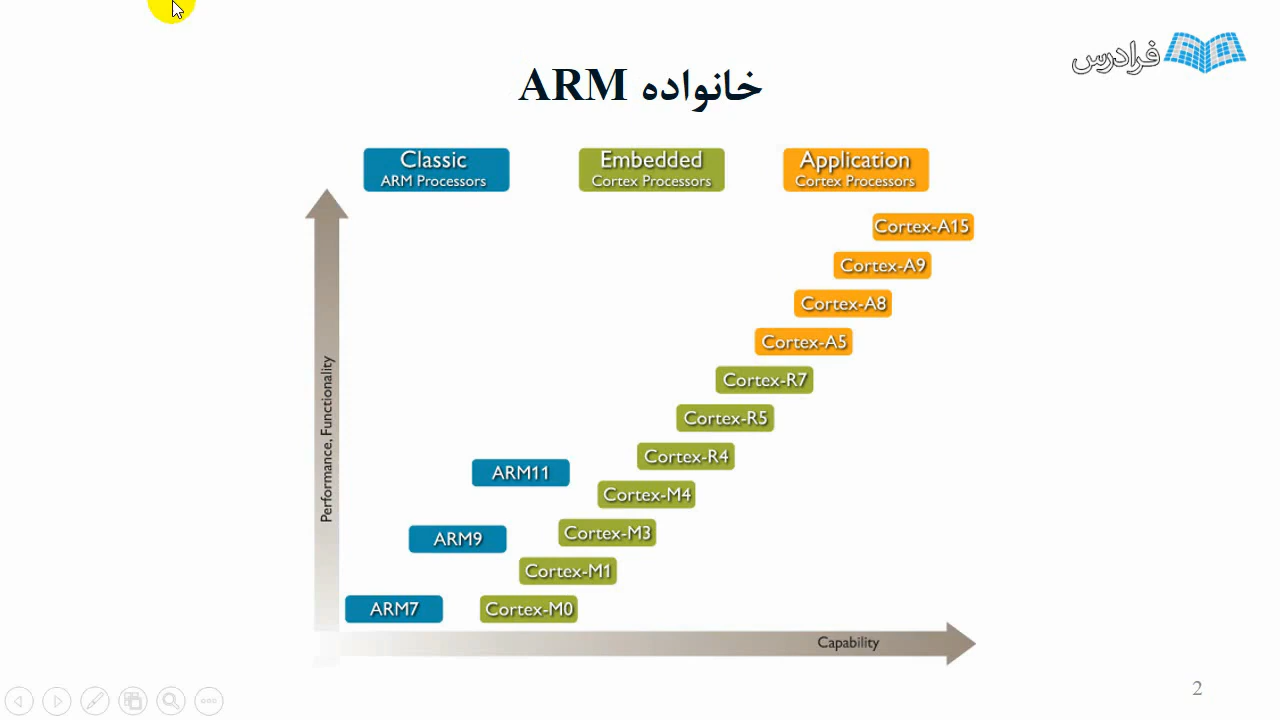 فرادرس
خانواده ARM
Classic
ARM Processors
Embedded
Cortex Processors
Application
Cortex Processors
Cortex-A15
Cortex-A9
Cortex-A8
Cortex-A5
Cortex-R7
Cortex-R5
Cortex-R4
ARM11
Cortex-M4
Cortex-M3
ARM9
Cortex-M1
ARM7
Cortex-M0
Performance, Functionality
Capability
2